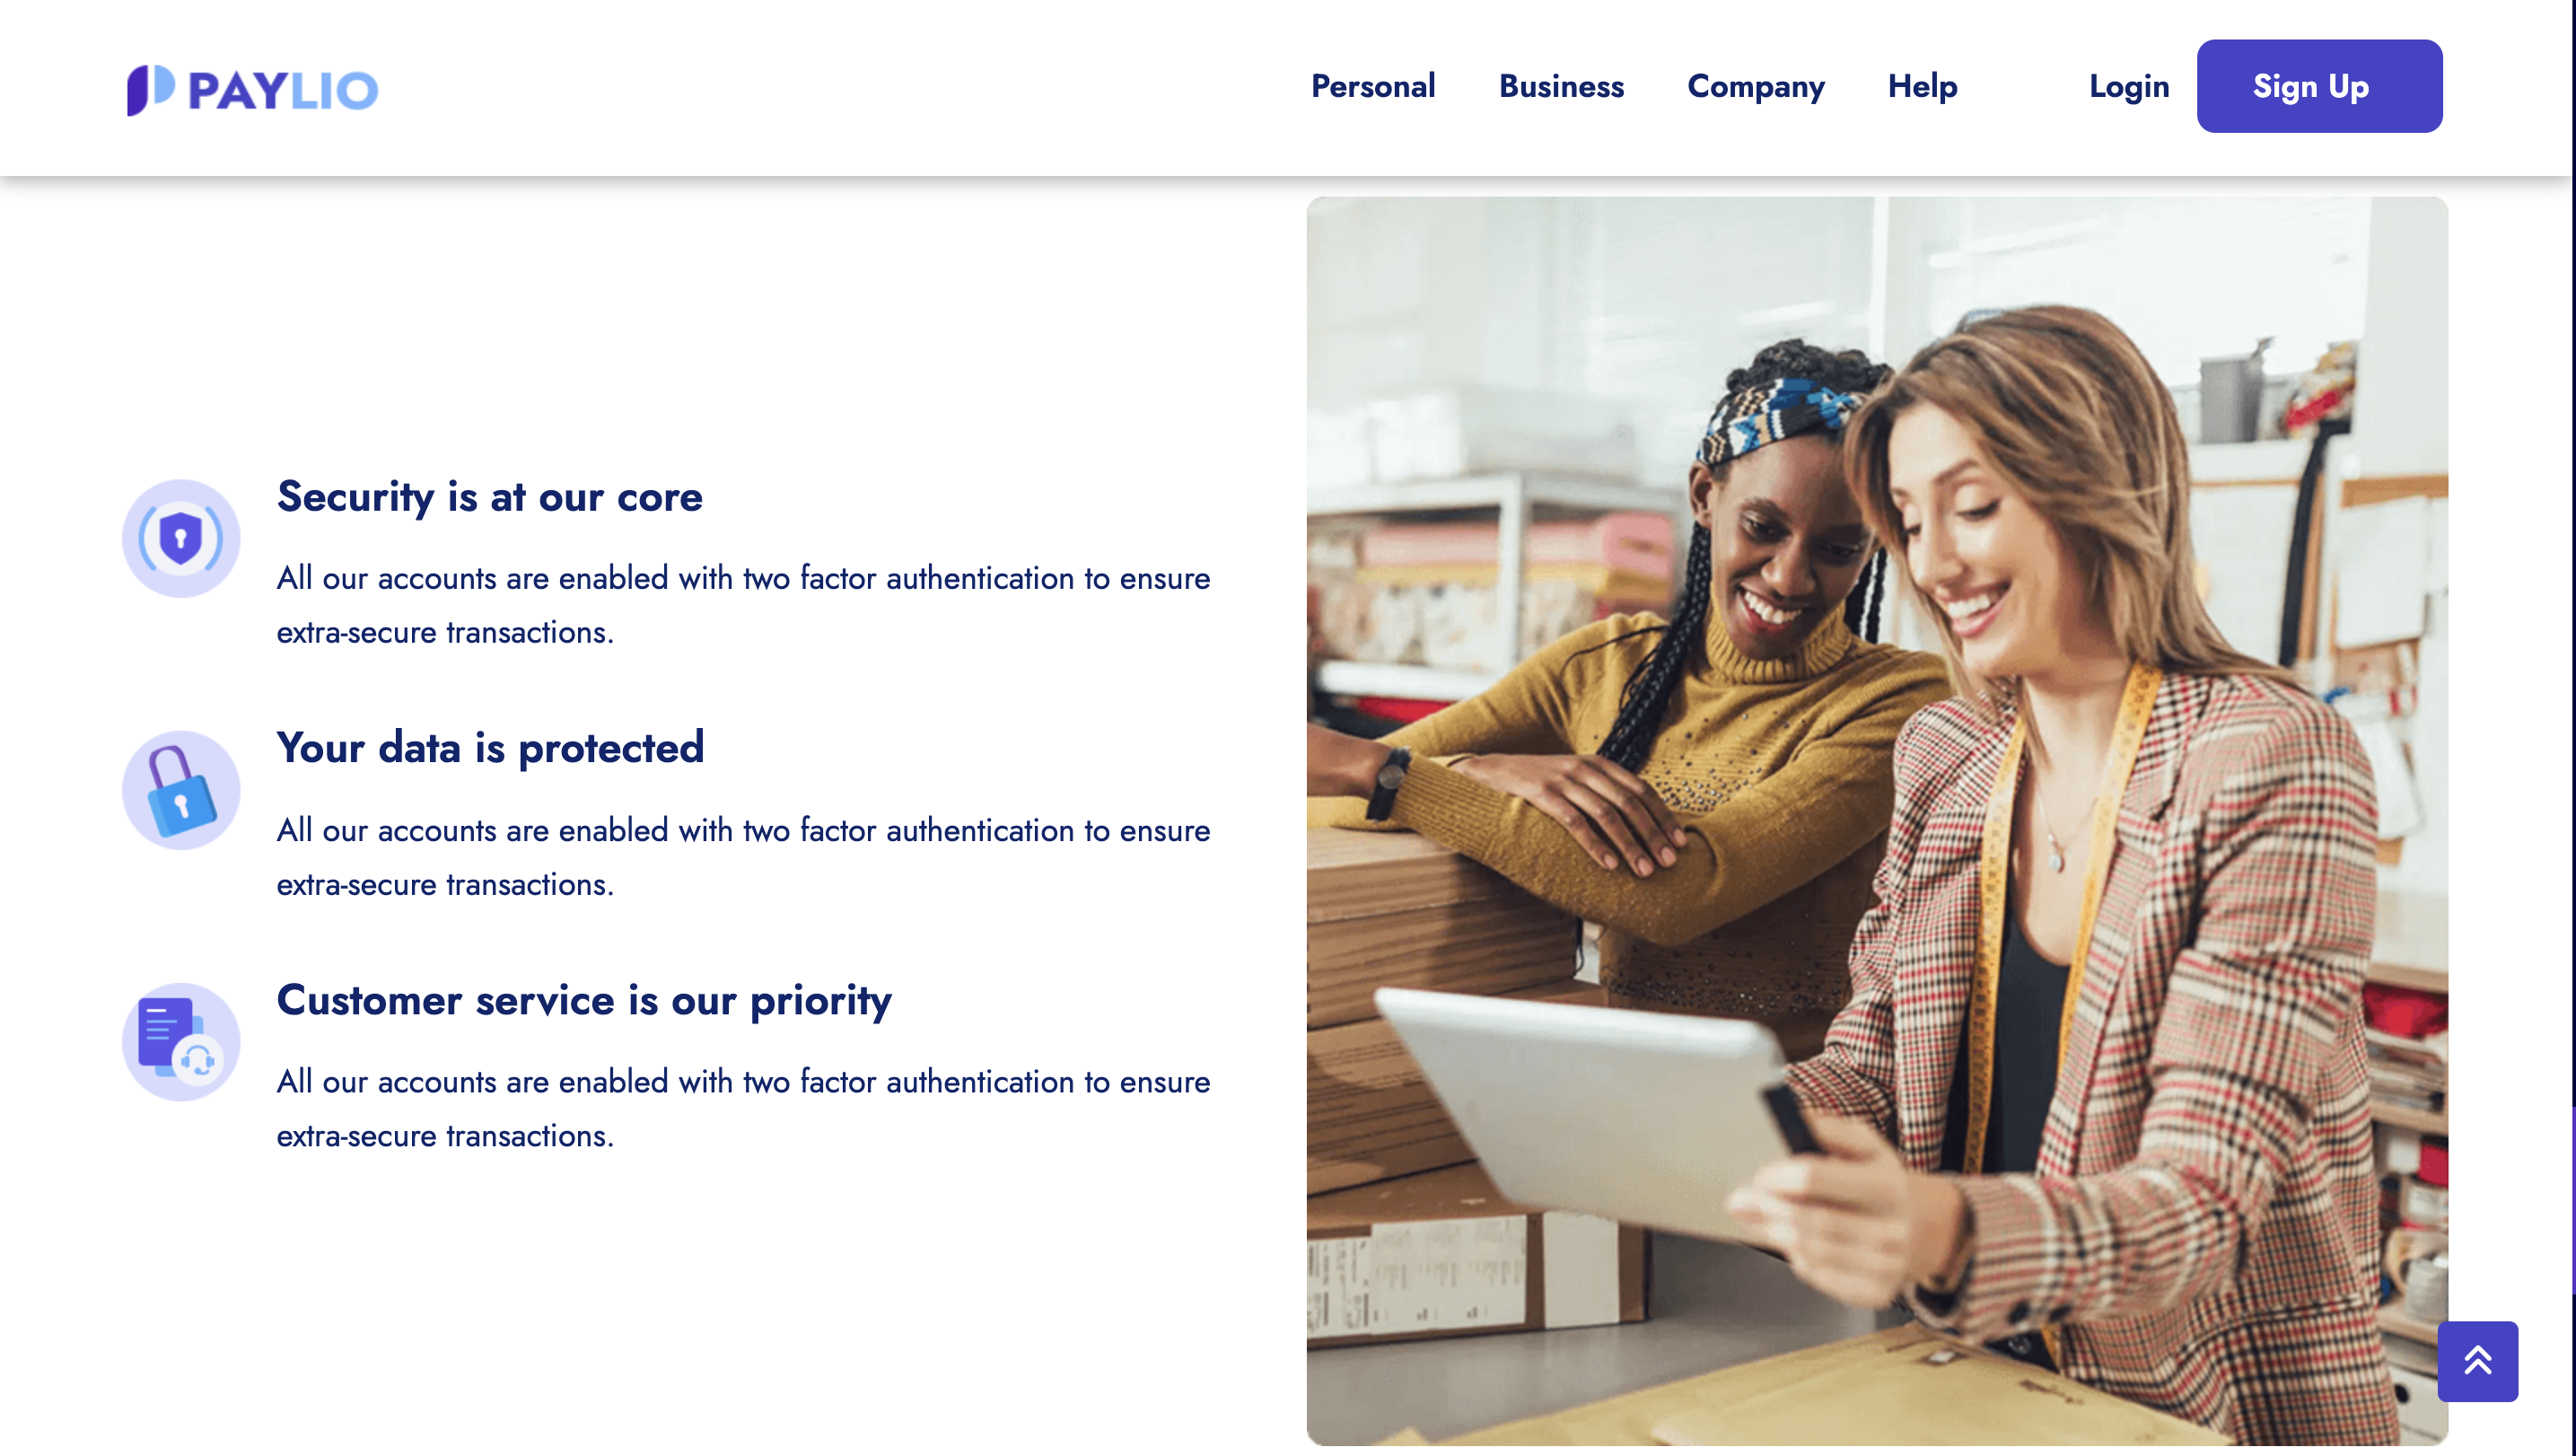 PAYLIO
Personal Business Company Help Login Sign Up
Security is at our core
All our accounts are enabled with two factor authentication to ensure
extra-secure transactions.
Your data is protected
All our accounts are enabled with two factor authentication to ensure
extra-secure transactions.
Customer service is our priority
All our accounts are enabled with two factor authentication to ensure
extra-secure transactions.